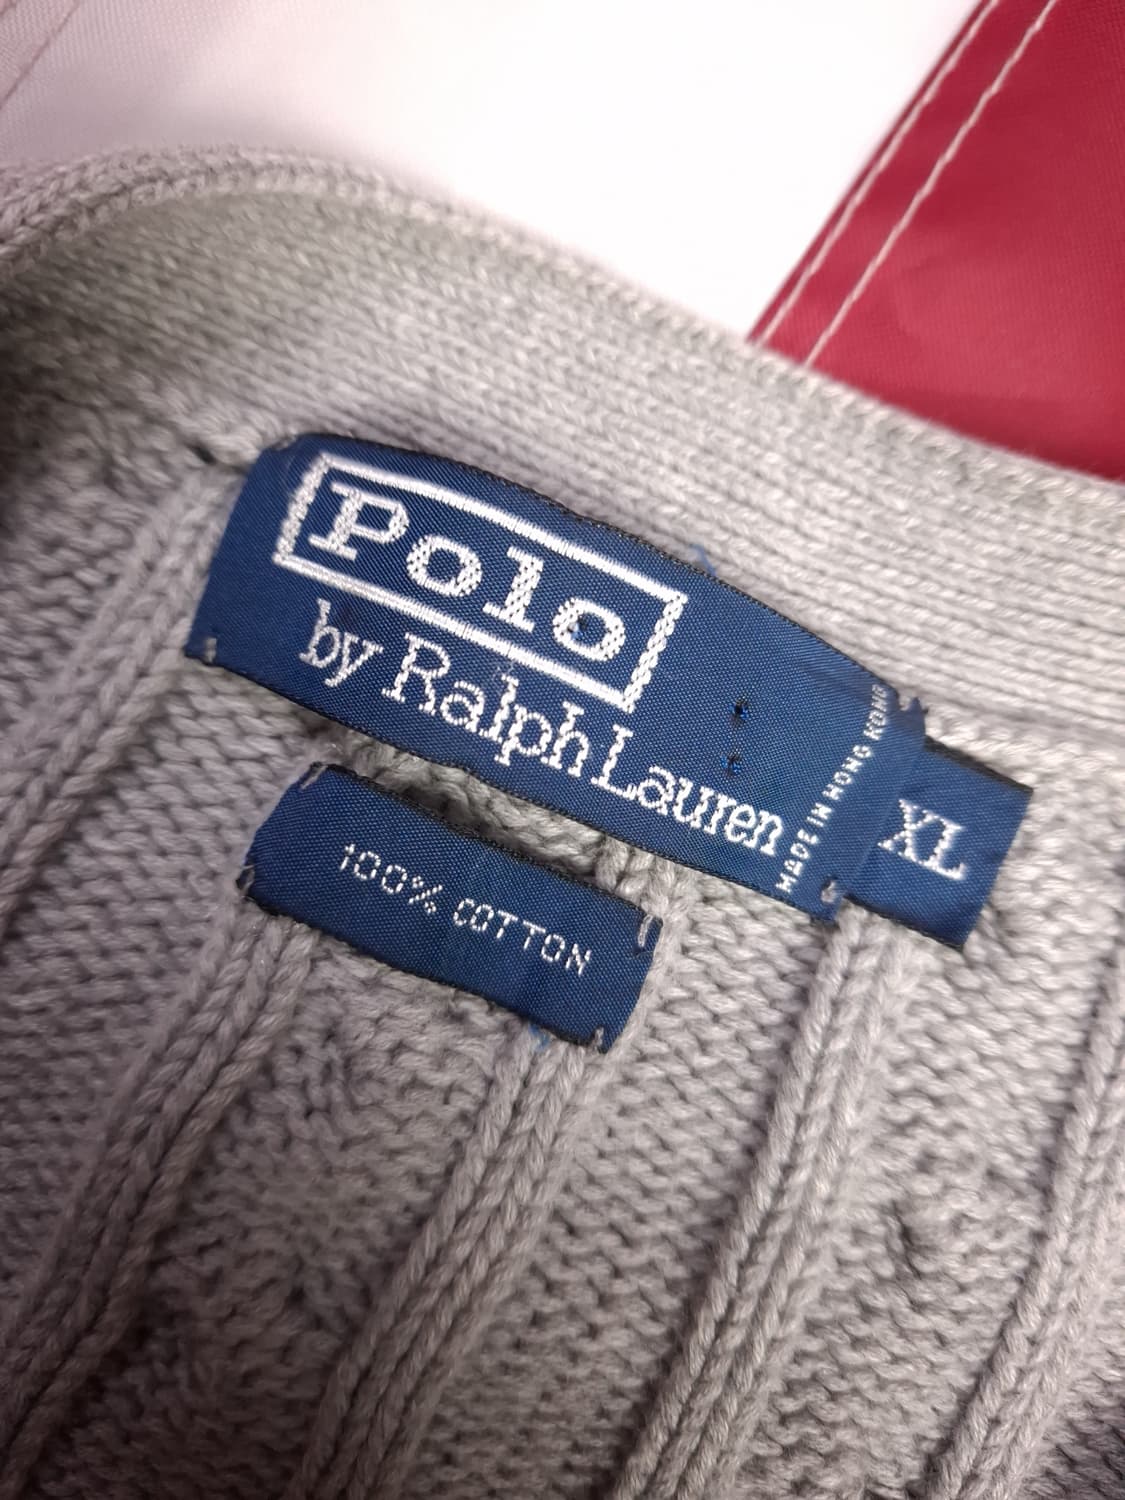 Polo
by Ralph Lauren
MADE IN HONG KONG
XL
100% COTTON